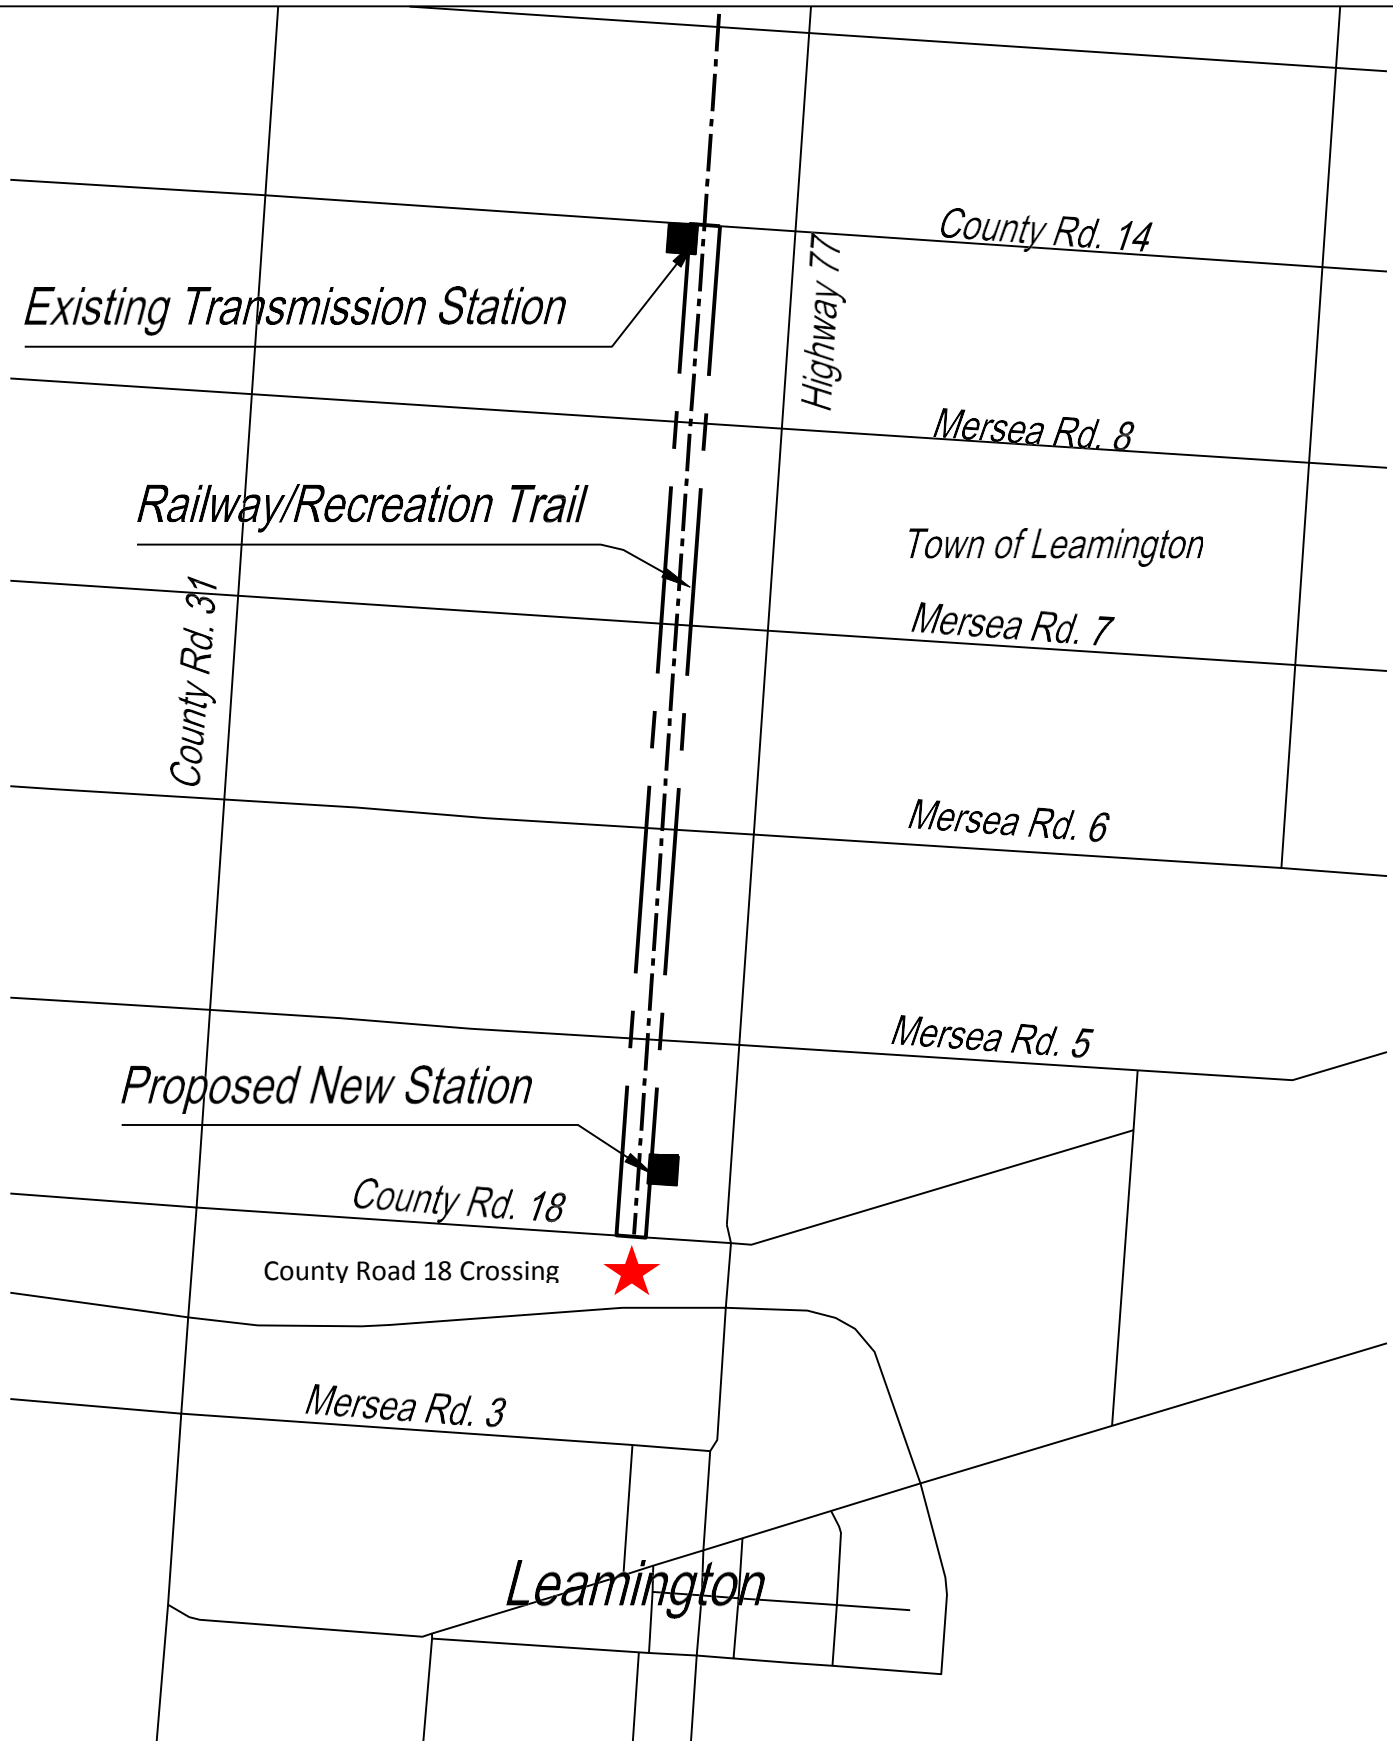 County Rd. 14
Highway 77
Existing Transmission Station
Mersea Rd. 8
Railway/Recreation Trail
Town of Leamington
County Rd. 31
Mersea Rd. 7
Mersea Rd. 6
Mersea Rd. 5
Proposed New Station
County Rd. 18
County Road 18 Crossing
Mersea Rd. 3
Leamington